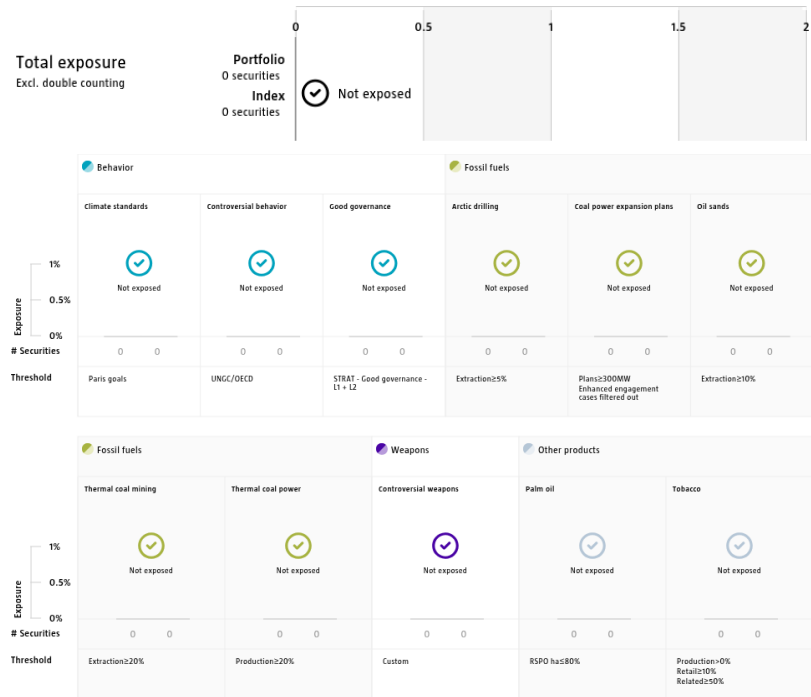 0 0.5 1 1.5 2
Total exposure
Excl. double counting
Portfolio
0 securities
Index
0 securities
Not exposed
Behavior
Fossil fuels
Climate standards
Controversial behavior
Good governance
Arctic drilling
Coal power expansion plans
Oil sands
Exposure
1%
0.5%
0%
Not exposed
Not exposed
Not exposed
Not exposed
Not exposed
Not exposed
# Securities
0 0
0 0
0 0
0 0
0 0
0 0
Threshold
Paris goals
UNGC/OECD
STRAT - Good governance -
L1 + L2
Extraction≥5%
Plans≥300MW
Enhanced engagement
cases filtered out
Extraction≥10%
Fossil fuels
Weapons
Other products
Thermal coal mining
Thermal coal power
Controversial weapons
Palm oil
Tobacco
Exposure
1%
0.5%
0%
Not exposed
Not exposed
Not exposed
Not exposed
Not exposed
# Securities
0 0
0 0
0 0
0 0
0 0
Threshold
Extraction≥20%
Production≥20%
Custom
RSPO ha≤80%
Production>0%
Retail≥10%
Related≥50%